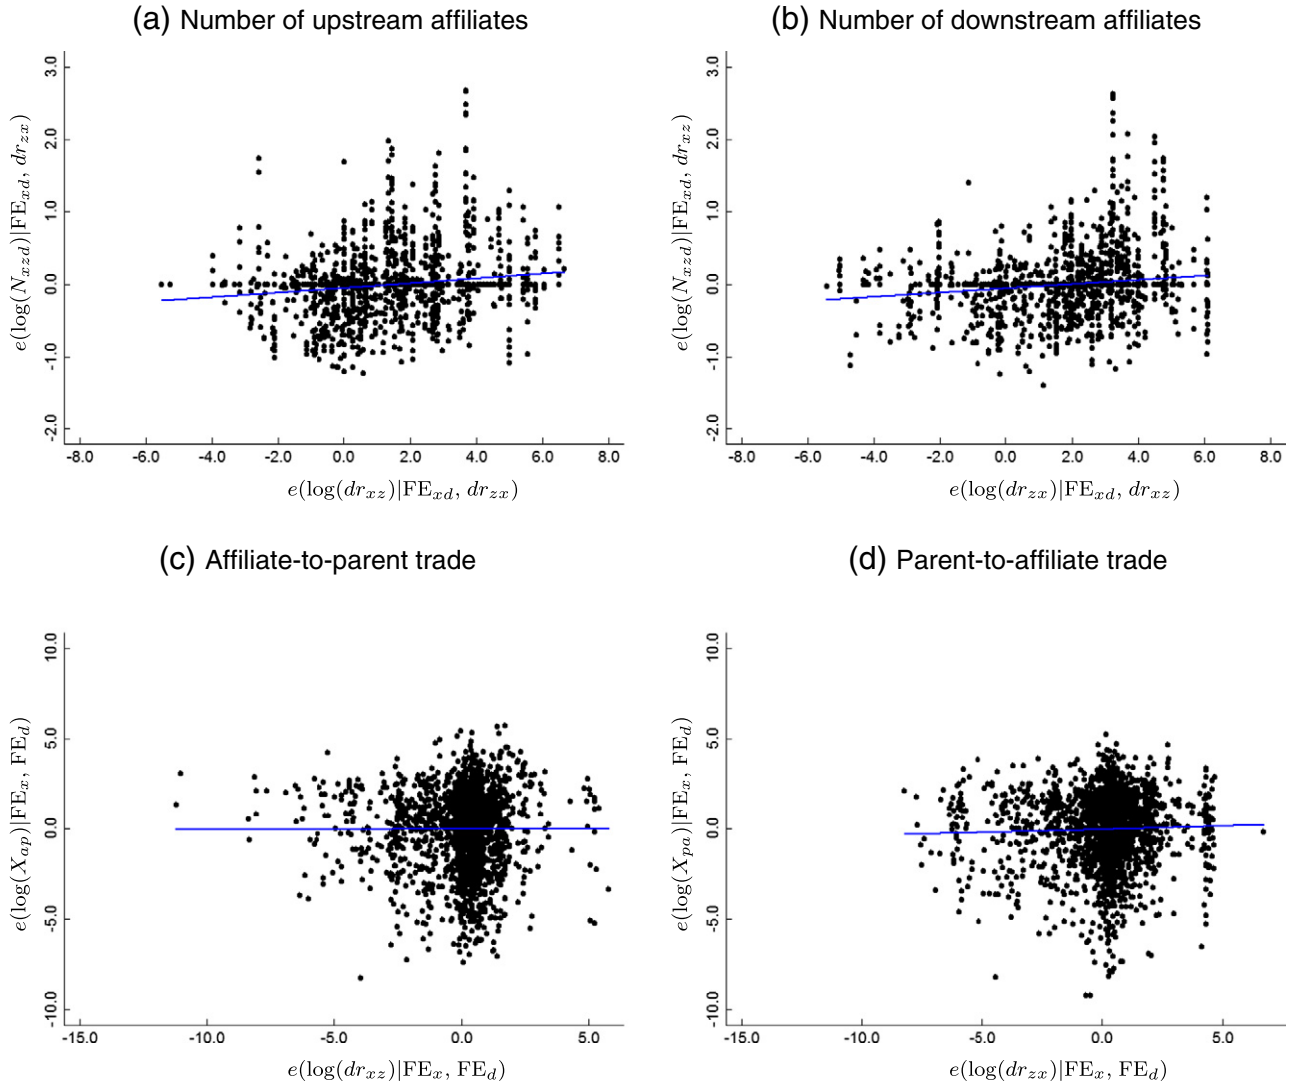 (a) Number of upstream affiliates
e(log(N_xzd)|FE_xd, dr_zx)
3.0
2.0
1.0
0.0
-1.0
-2.0
-8.0 -6.0 -4.0 -2.0 0.0 2.0 4.0 6.0 8.0
e(log(dr_xz)|FE_xd, dr_zx)
(b) Number of downstream affiliates
e(log(N_xzd)|FE_xd, dr_xz)
3.0
2.0
1.0
0.0
-1.0
-2.0
-8.0 -6.0 -4.0 -2.0 0.0 2.0 4.0 6.0 8.0
e(log(dr_zx)|FE_xd, dr_xz)
(c) Affiliate-to-parent trade
e(log(X_ap)|FE_x, FE_d)
10.0
5.0
0.0
-5.0
-10.0
-15.0 -10.0 -5.0 0.0 5.0
e(log(dr_xz)|FE_x, FE_d)
(d) Parent-to-affiliate trade
e(log(X_pa)|FE_x, FE_d)
10.0
5.0
0.0
-5.0
-10.0
-15.0 -10.0 -5.0 0.0 5.0
e(log(dr_zx)|FE_x, FE_d)